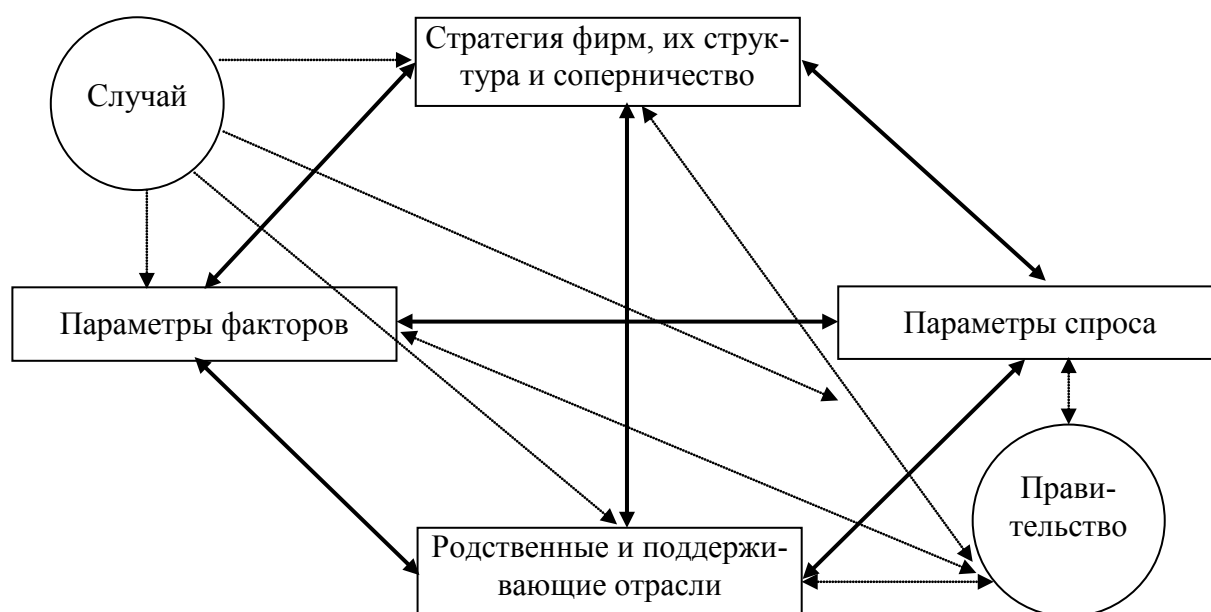 Стратегия фирм, их струк-
тура и соперничество
Случай
Параметры факторов
Параметры спроса
Прави-
тельство
Родственные и поддержи-
вающие отрасли